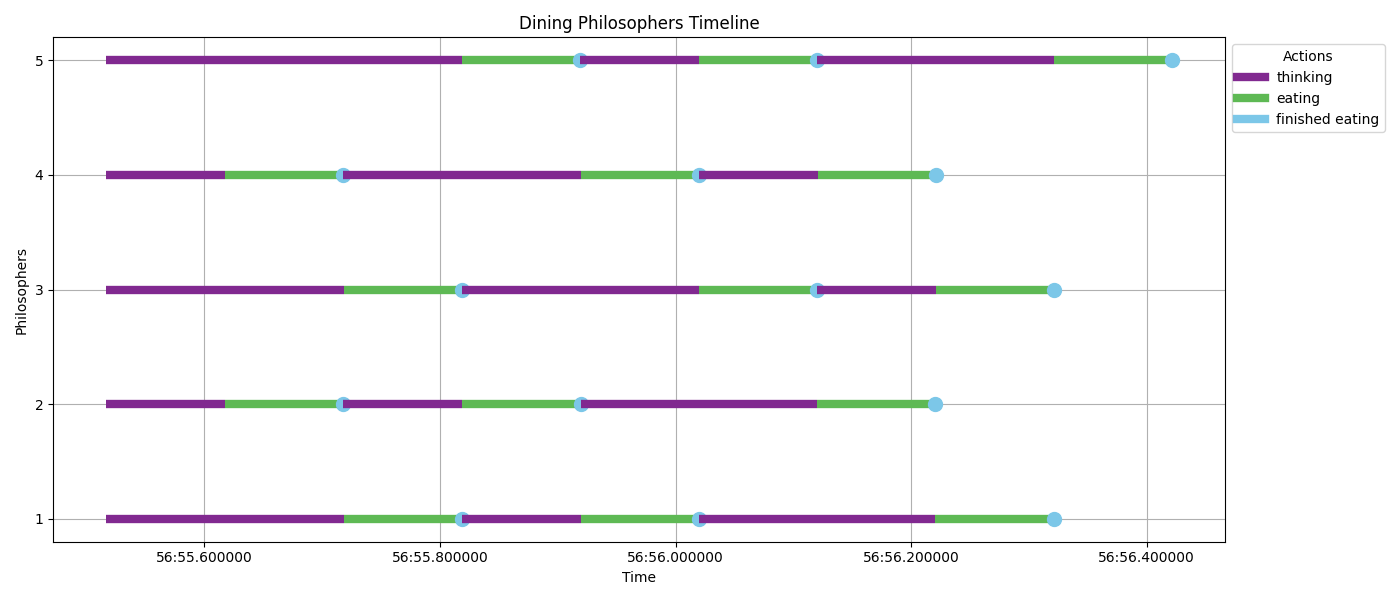 Dining Philosophers Timeline
Actions
thinking
eating
finished eating
5
4
3
2
1
Philosophers
56:55.600000
56:55.800000
56:56.000000
56:56.200000
56:56.400000
Time